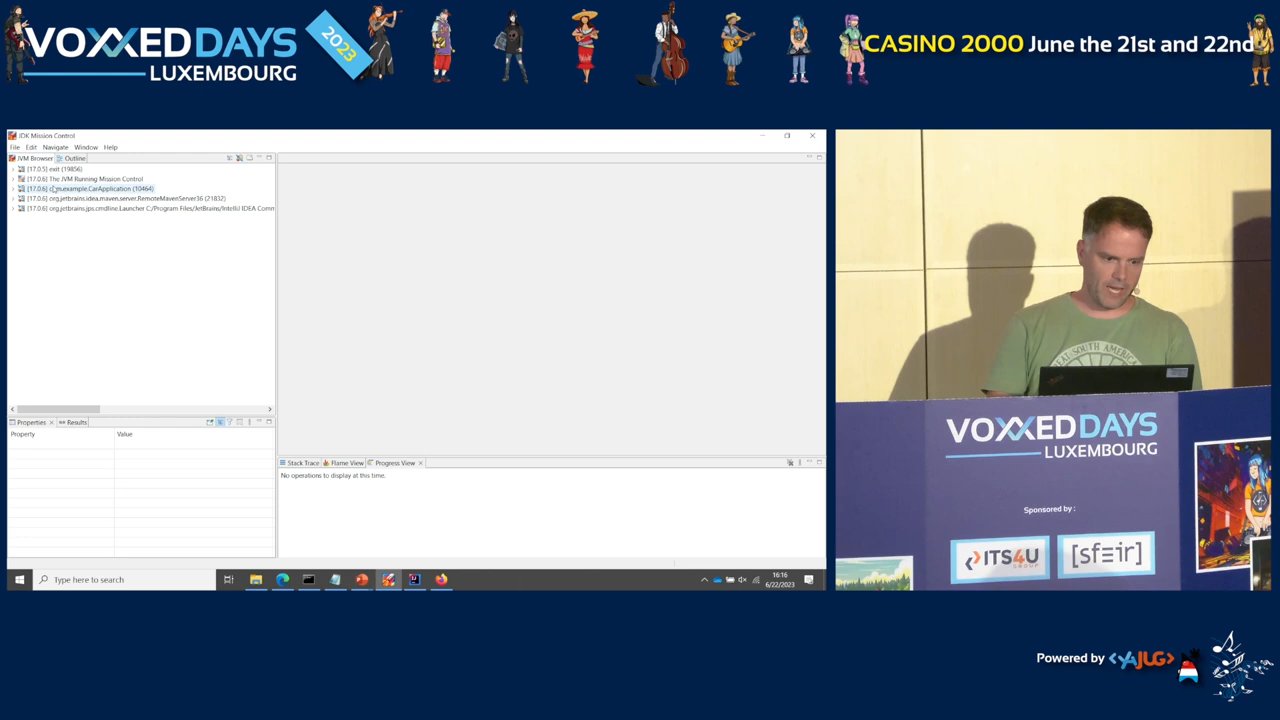 VOXXED DAYS
LUXEMBOURG
2023
CASINO 2000 June the 21st and 22nd
JDK Mission Control
File Edit Navigate Window Help
JVM Browser Outline
[17.0.5] exit (19856)
[17.0.6] The JVM Running Mission Control
[17.0.6] com.example.CarApplication (10464)
[17.0.6] org.jetbrains.idea.maven.server.RemoteMavenServer36 (21832)
[17.0.6] org.jetbrains.jps.cmdline.Launcher C:/Program Files/JetBrains/IntelliJ IDEA Comm
Properties Results
Property Value
Stack Trace Flame View Progress View
No operations to display at this time.
Type here to search
16:16
6/22/2023
REAL SOUTH AMERICA
VOXXED DAYS
LUXEMBOURG
Sponsored by :
ITS4U
GROUP
[sfeir]
Powered by <YAJUG>